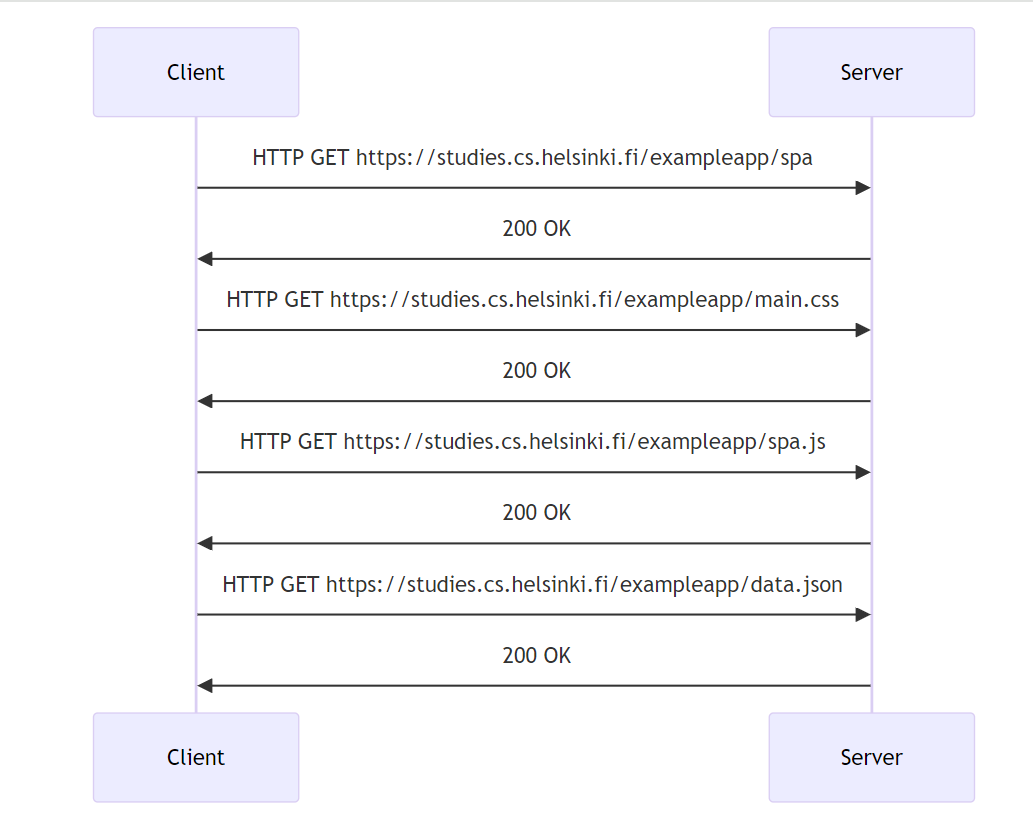 Client
Server
HTTP GET https://studies.cs.helsinki.fi/exampleapp/spa
200 OK
HTTP GET https://studies.cs.helsinki.fi/exampleapp/main.css
200 OK
HTTP GET https://studies.cs.helsinki.fi/exampleapp/spa.js
200 OK
HTTP GET https://studies.cs.helsinki.fi/exampleapp/data.json
200 OK
Client
Server